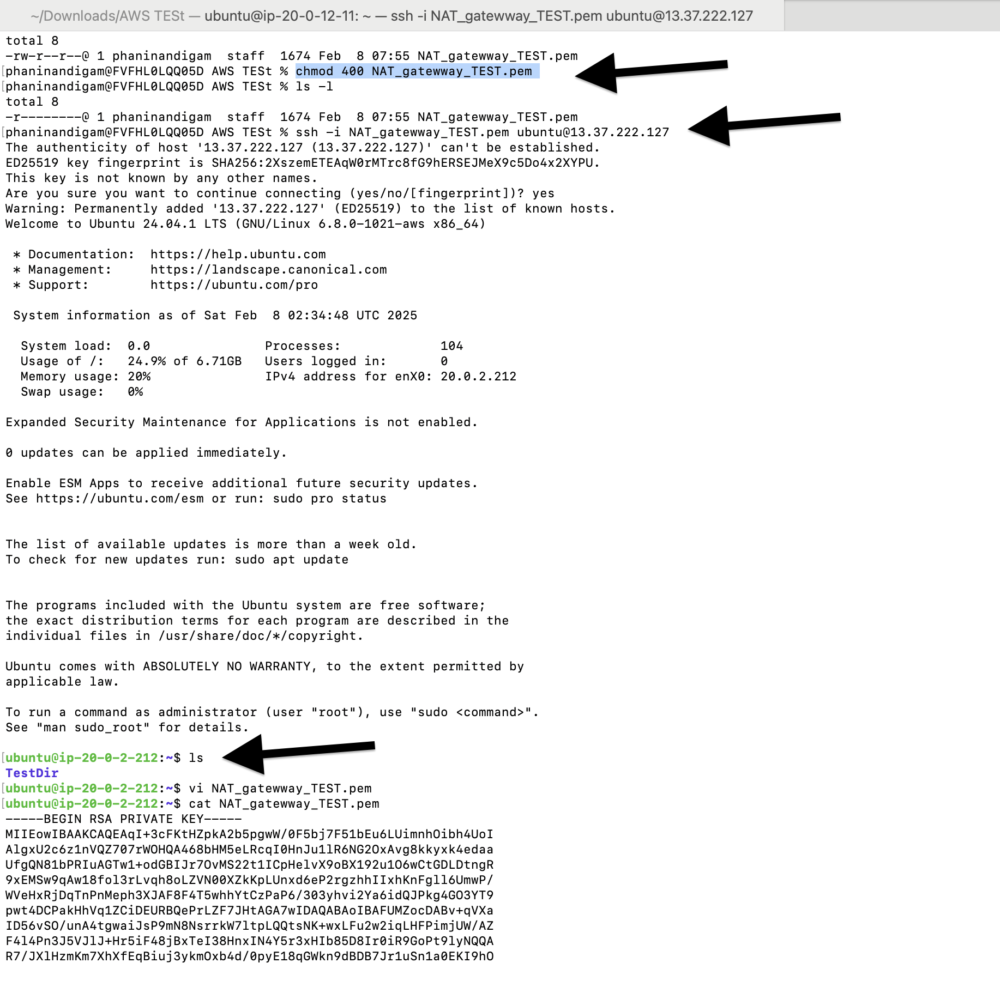 ~/Downloads/AWS TESt — ubuntu@ip-20-0-12-11: ~ — ssh -i NAT_gatewway_TEST.pem ubuntu@13.37.222.127
total 8
-rw-r--r--@ 1 phaninandigam  staff  1674 Feb  8 07:55 NAT_gatewway_TEST.pem
[phaninandigam@FVFHL0LQQ05D AWS TESt % chmod 400 NAT_gatewway_TEST.pem
[phaninandigam@FVFHL0LQQ05D AWS TESt % ls -l
total 8
-r--------@ 1 phaninandigam  staff  1674 Feb  8 07:55 NAT_gatewway_TEST.pem
[phaninandigam@FVFHL0LQQ05D AWS TESt % ssh -i NAT_gatewway_TEST.pem ubuntu@13.37.222.127
The authenticity of host '13.37.222.127 (13.37.222.127)' can't be established.
ED25519 key fingerprint is SHA256:2XszemETEAqW0rMTrc8fG9hERSEJMeX9c5Do4x2XYPU.
This key is not known by any other names.
Are you sure you want to continue connecting (yes/no/[fingerprint])? yes
Warning: Permanently added '13.37.222.127' (ED25519) to the list of known hosts.
Welcome to Ubuntu 24.04.1 LTS (GNU/Linux 6.8.0-1021-aws x86_64)
 * Documentation:  https://help.ubuntu.com
 * Management:     https://landscape.canonical.com
 * Support:        https://ubuntu.com/pro
 System information as of Sat Feb  8 02:34:48 UTC 2025
  System load:  0.0               Processes:             104
  Usage of /:   24.9% of 6.71GB   Users logged in:       0
  Memory usage: 20%               IPv4 address for enX0: 20.0.2.212
  Swap usage:   0%
Expanded Security Maintenance for Applications is not enabled.
0 updates can be applied immediately.
Enable ESM Apps to receive additional future security updates.
See https://ubuntu.com/esm or run: sudo pro status
The list of available updates is more than a week old.
To check for new updates run: sudo apt update
The programs included with the Ubuntu system are free software;
the exact distribution terms for each program are described in the
individual files in /usr/share/doc/*/copyright.
Ubuntu comes with ABSOLUTELY NO WARRANTY, to the extent permitted by
applicable law.
To run a command as administrator (user "root"), use "sudo <command>".
See "man sudo_root" for details.
[ubuntu@ip-20-0-2-212:~$ ls
TestDir
[ubuntu@ip-20-0-2-212:~$ vi NAT_gatewway_TEST.pem
[ubuntu@ip-20-0-2-212:~$ cat NAT_gatewway_TEST.pem
-----BEGIN RSA PRIVATE KEY-----
MIIEowIBAAKCAQEAqI+3cFKtHZpkA2b5pgwW/0F5bj7F51bEu6LUimnhOibh4UoI
AlgxU2c6z1nVQZ707rWOHQA468bHM5eLRcqI0HnJu1lR6NG2OxAvg8kkyxk4edaa
UfgQN81bPRIuAGTw1+odGBIJr7OvMS22t1ICpHelvX9oBX192u1O6wCtGDLDtngR
9xEMSw9qAw18fol3rLvqh8oLZVN00XZkKpLUnxd6eP2rgzhhIIxhKnFgll6UmwP/
WVeHxRjDqTnPnMeph3XJAF8F4T5whhYtCzPaP6/303yhvi2Ya6idQJPkg4GO3YT9
pwt4DCPakHhVq1ZCiDEURBQePrLZF7JHtAGA7wIDAQABAoIBAFUMZocDABv+qVXa
ID56vSO/unA4tgwaiJsP9mN8NsrrkW7ltpLQQtsNK+wxLFu2w2iqLHFPimjUW/AZ
F4l4Pn3J5VJlJ+Hr5iF48jBxTeI38HnxIN4Y5r3xHIb85D8Ir0iR9GoPt9lyNQQA
R7/JXlHzmKm7XhXfEqBiuj3ykmOxb4d/0pyE18qGWkn9dBDB7Jr1uSn1a0EKI9hO